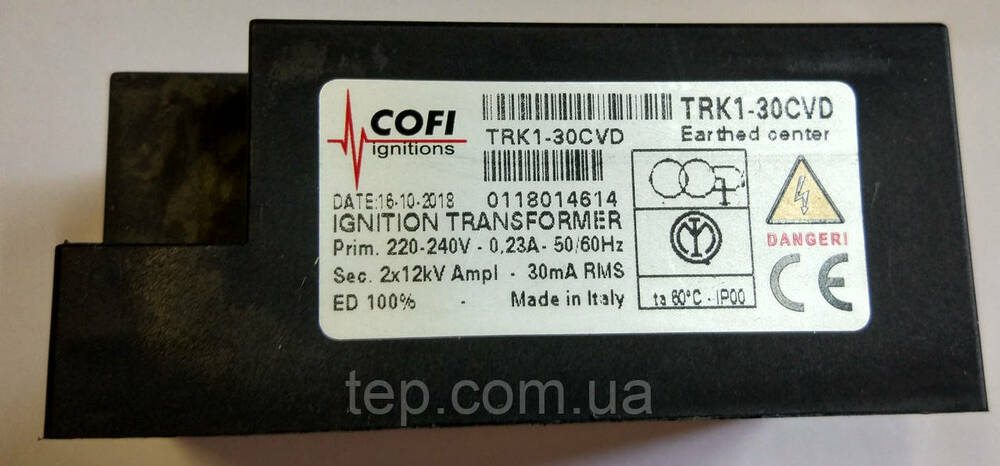 COFI
ignitions
TRK1-30CVD
DATE:16-10-2018 0118014614
IGNITION TRANSFORMER
Prim. 220-240V - 0,23A - 50/60Hz
Sec. 2x12kV Ampl - 30mA RMS
ED 100% - Made in Italy
TRK1-30CVD
Earthed center
ta 60°C - IP00
DANGER!
CE
tep.com.ua